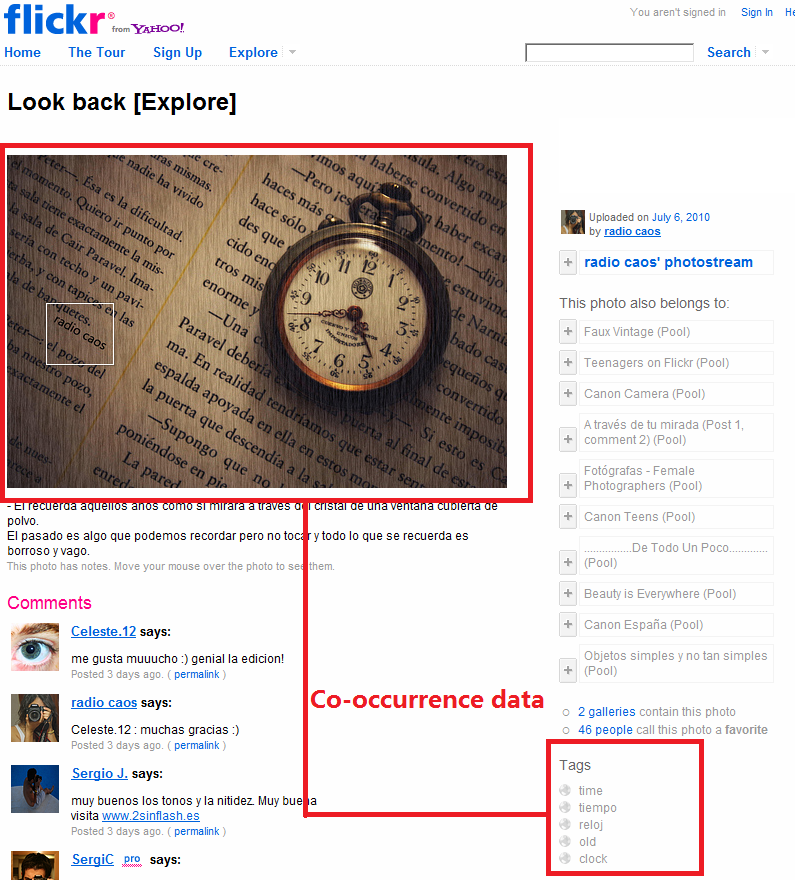 flickr® from YAHOO!
You aren't signed in Sign In He
Home The Tour Sign Up Explore
Search
Look back [Explore]
radio caos
Uploaded on July 6, 2010
by radio caos
+ radio caos' photostream
This photo also belongs to:
+ Faux Vintage (Pool)
+ Teenagers on Flickr (Pool)
+ Canon Camera (Pool)
+ A través de tu mirada (Post 1,
comment 2) (Pool)
+ Fotógrafas - Female
Photographers (Pool)
+ Canon Teens (Pool)
+ ................De Todo Un Poco.............
(Pool)
+ Beauty is Everywhere (Pool)
+ Canon España (Pool)
+ Objetos simples y no tan simples
(Pool)
2 galleries contain this photo
46 people call this photo a favorite
Tags
time
tiempo
reloj
old
clock
- El recuerda aquellos años como si mirara a través del cristal de una ventana cubierta de
polvo.
El pasado es algo que podemos recordar pero no tocar y todo lo que se recuerda es
borroso y vago.
This photo has notes. Move your mouse over the photo to see them.
Comments
Celeste.12 says:
me gusta muuucho :) genial la edicion!
Posted 3 days ago. ( permalink )
radio caos says:
Celeste.12 : muchas gracias :)
Posted 3 days ago. ( permalink )
Sergio J. says:
muy buenos los tonos y la nitidez. Muy buena
visita www.2sinflash.es
Posted 3 days ago. ( permalink )
SergiC pro says:
Co-occurrence data